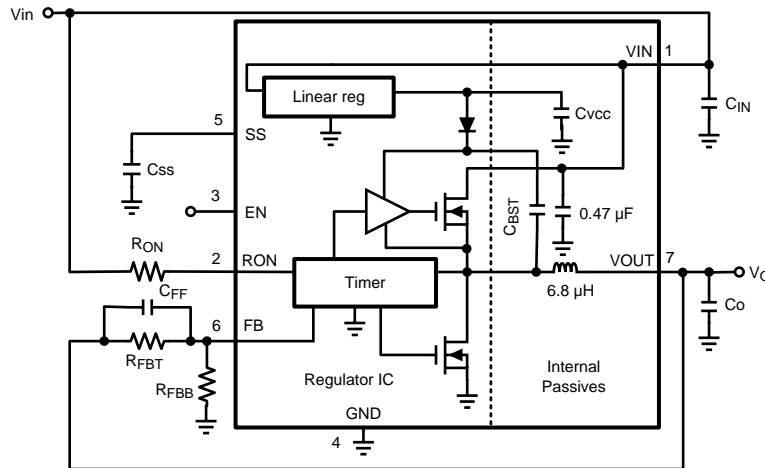 Vin
VIN 1
Linear reg
CVCC
CIN
5
SS
Css
3
EN
CBST
0.47 µF
RON
2
RON
Timer
VOUT 7
6.8 µH
Co
CFF
6
FB
RFBT
RFBB
Regulator IC
Internal
Passives
GND
4